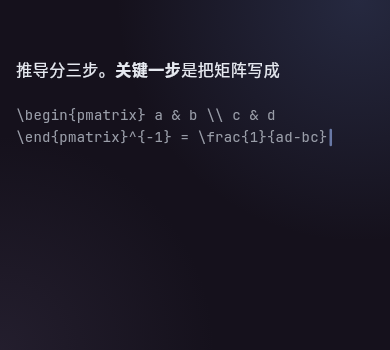 推导分三步。关键一步是把矩阵写成
\begin{pmatrix} a & b \\ c & d
\end{pmatrix}^{-1} = \frac{1}{ad-bc}